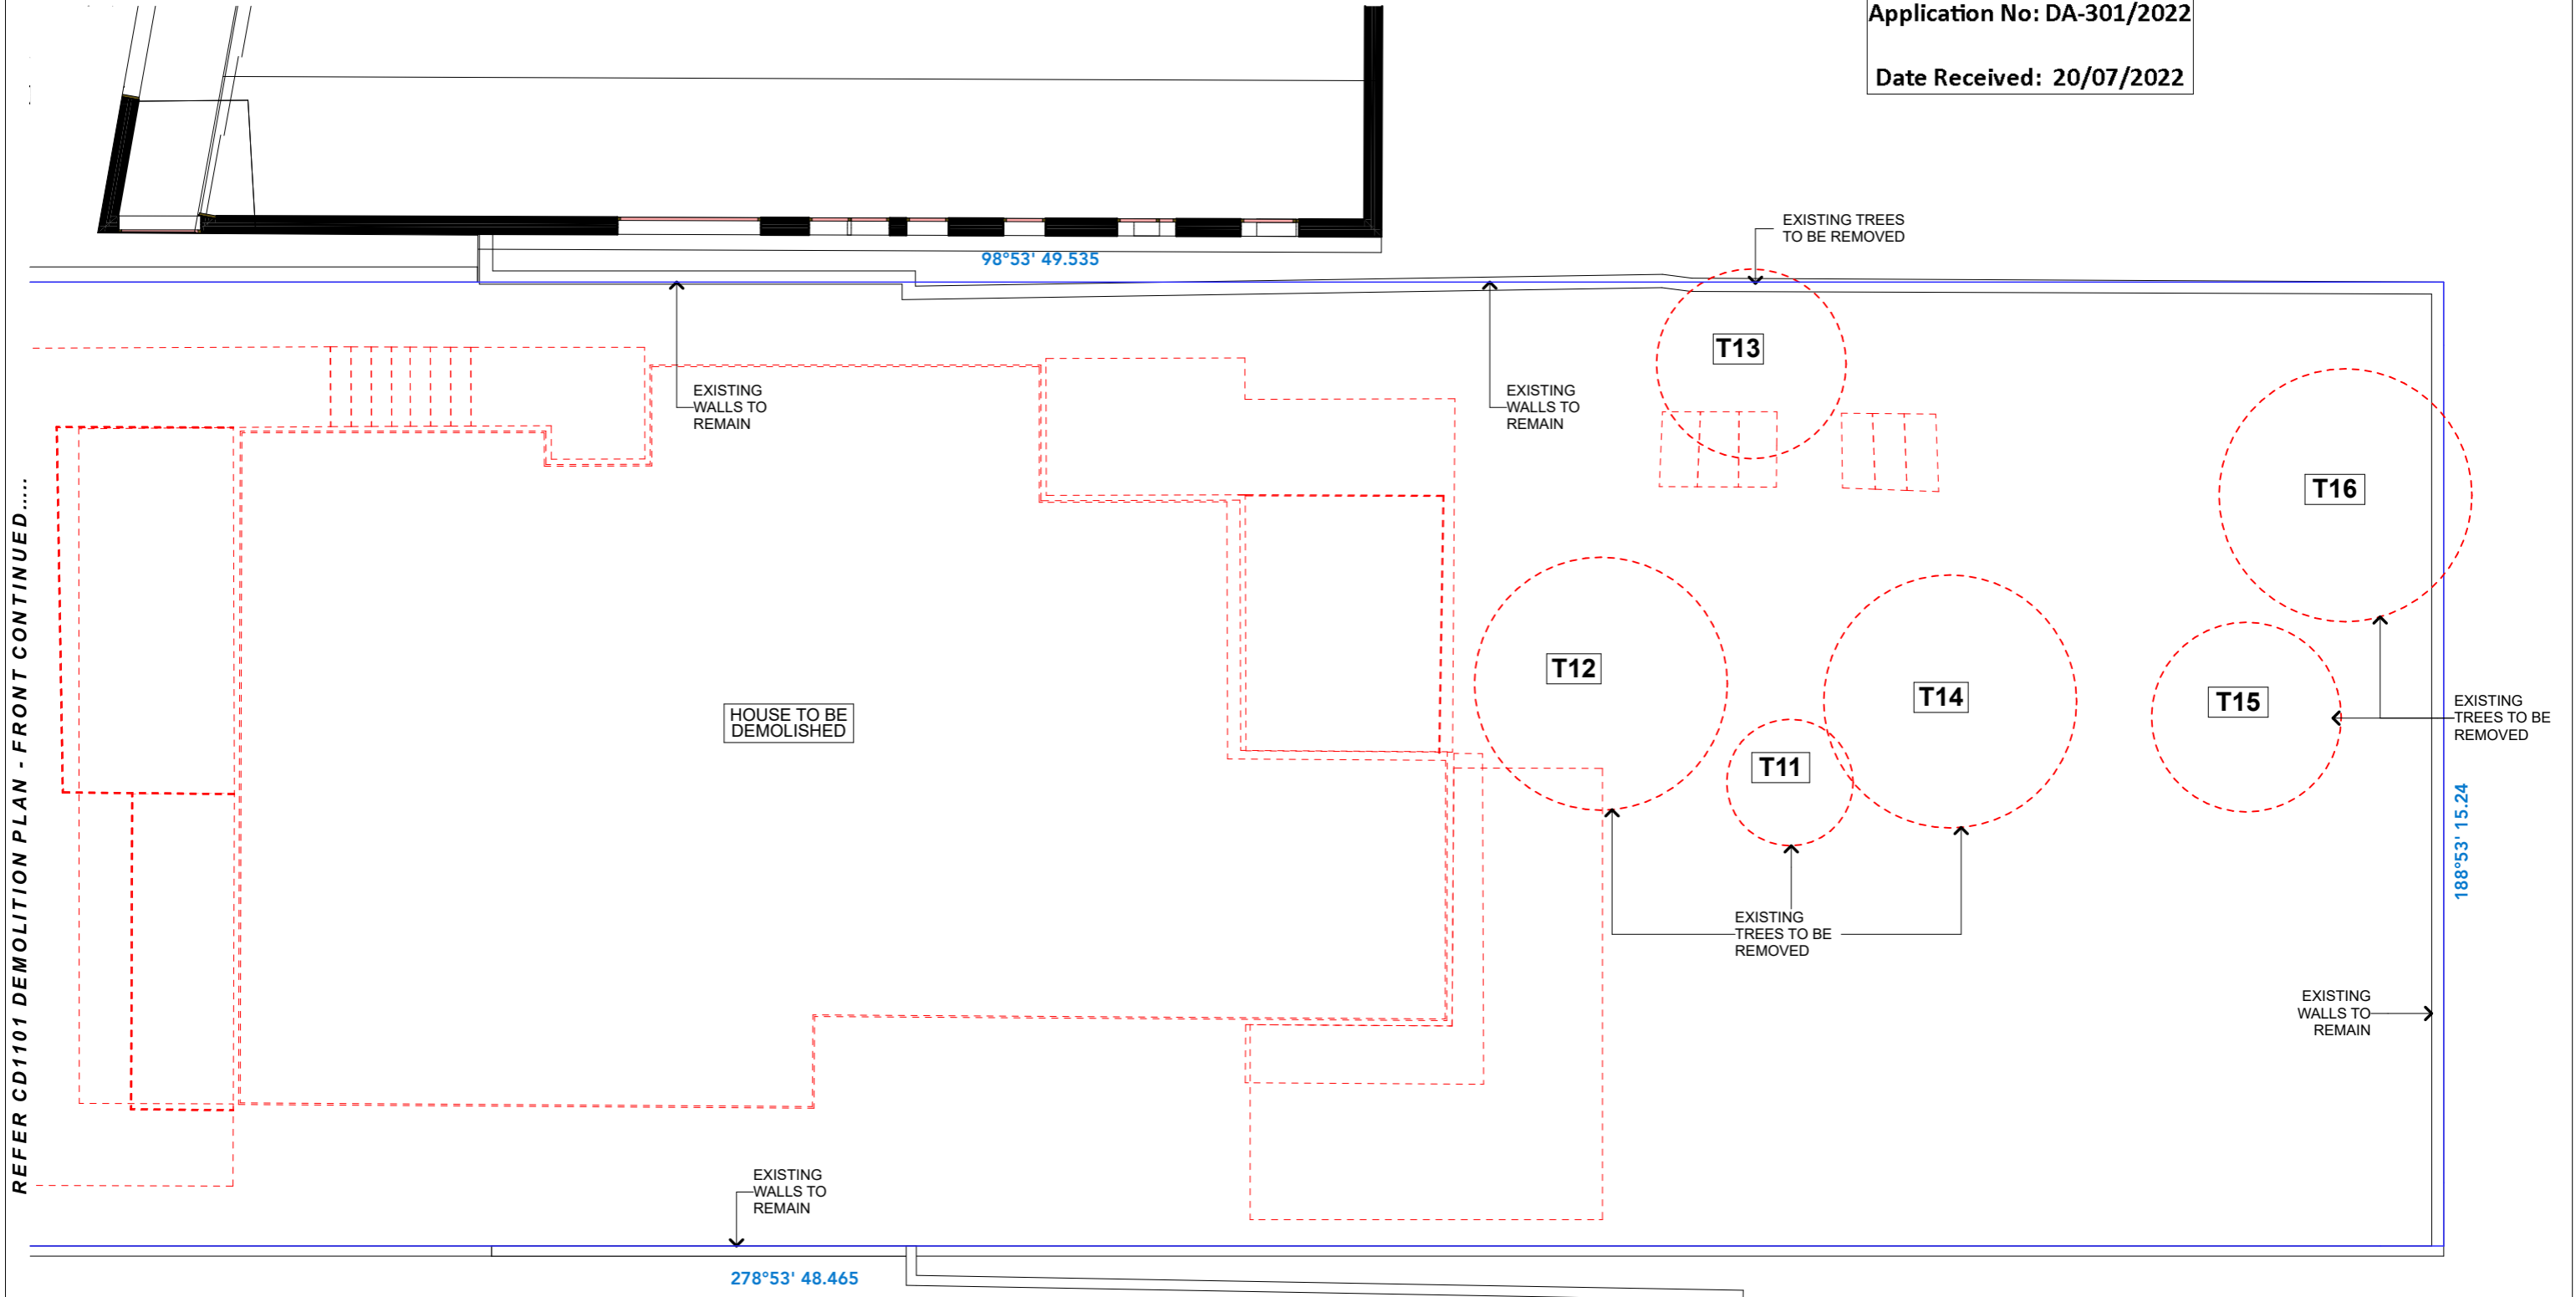 Application No: DA-301/2022
Date Received: 20/07/2022
EXISTING TREES
TO BE REMOVED
98°53' 49.535
T13
EXISTING
WALLS TO
REMAIN
EXISTING
WALLS TO
REMAIN
T16
REFER CD1101 DEMOLITION PLAN - FRONT CONTINUED.....
T12
T14
T15
HOUSE TO BE
DEMOLISHED
T11
EXISTING
TREES TO BE
REMOVED
188°53' 15.24
EXISTING
TREES TO BE
REMOVED
EXISTING
WALLS TO
REMAIN
EXISTING
WALLS TO
REMAIN
278°53' 48.465